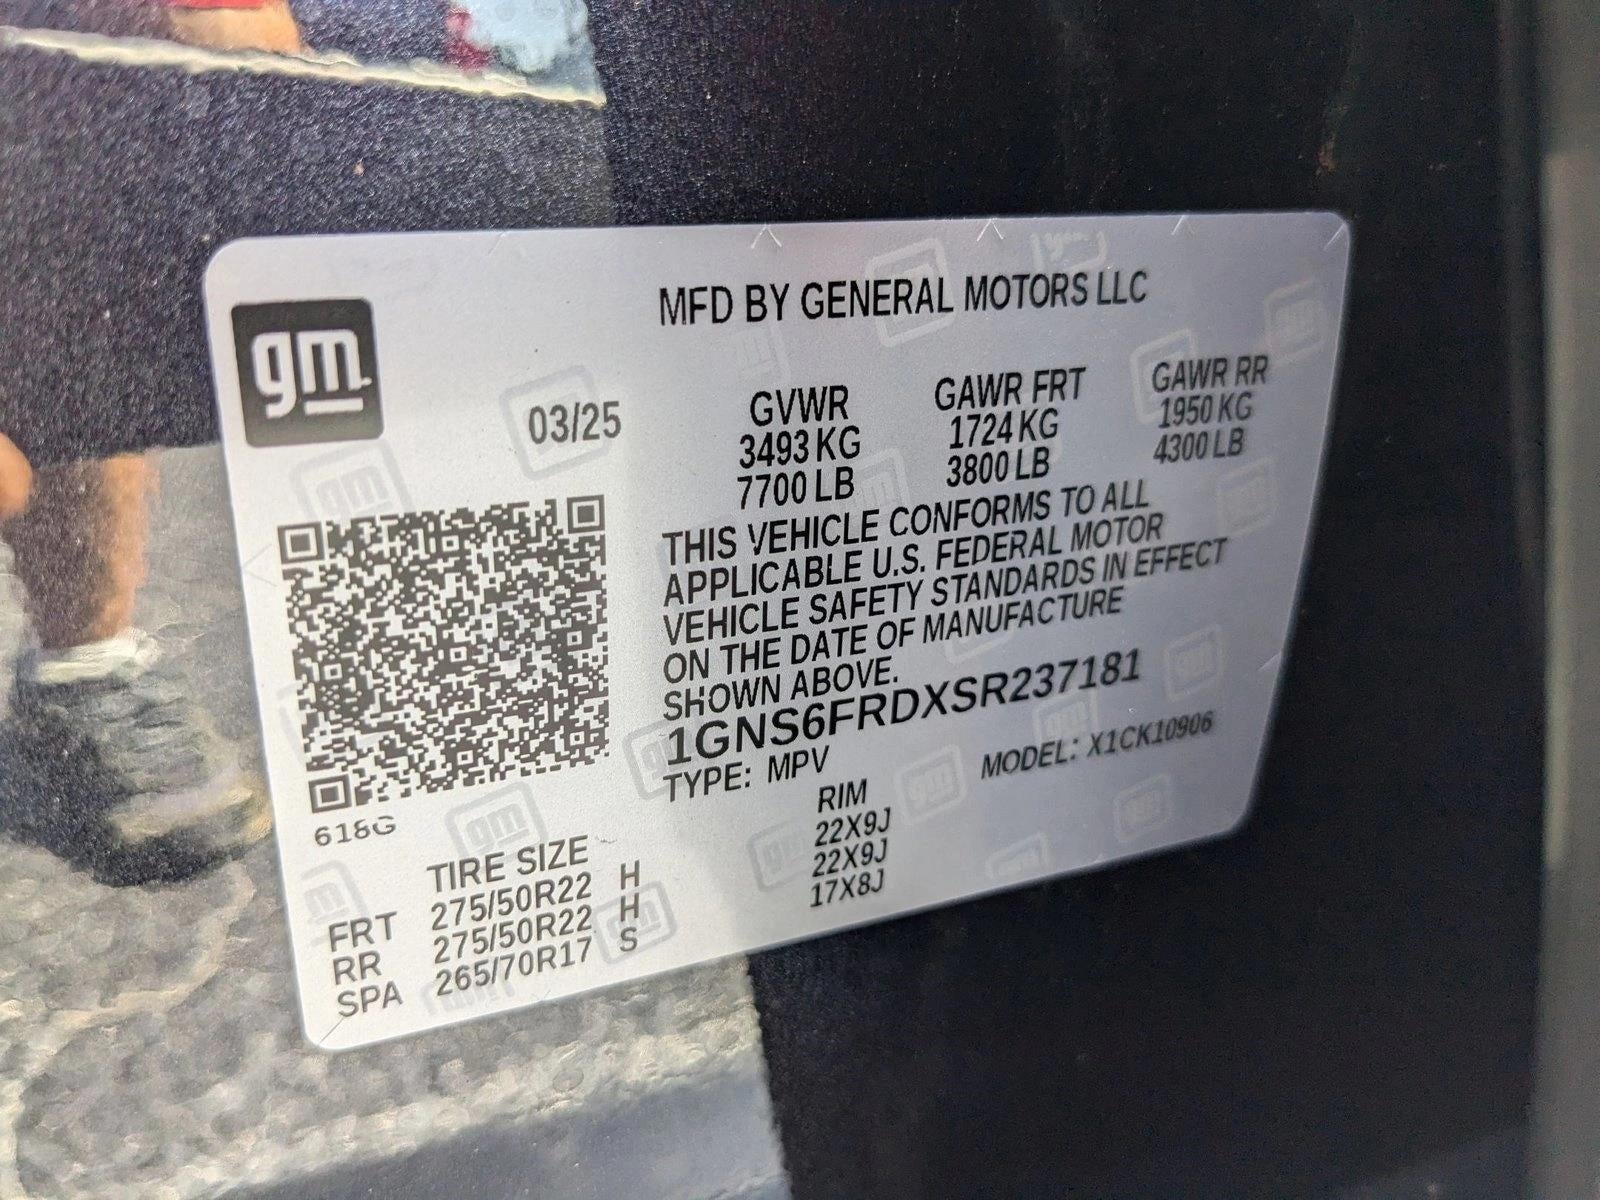 gm
MFD BY GENERAL MOTORS LLC
03/25
GVWR GAWR FRT GAWR RR
3493 KG 1724 KG 1950 KG
7700 LB 3800 LB 4300 LB
THIS VEHICLE CONFORMS TO ALL
APPLICABLE U.S. FEDERAL MOTOR
VEHICLE SAFETY STANDARDS IN EFFECT
ON THE DATE OF MANUFACTURE
SHOWN ABOVE.
1GNS6FRDXSR237181
TYPE: MPV MODEL: X1CK10906
618G
TIRE SIZE RIM
FRT 275/50R22 H 22X9J
RR 275/50R22 H 22X9J
SPA 265/70R17 S 17X8J